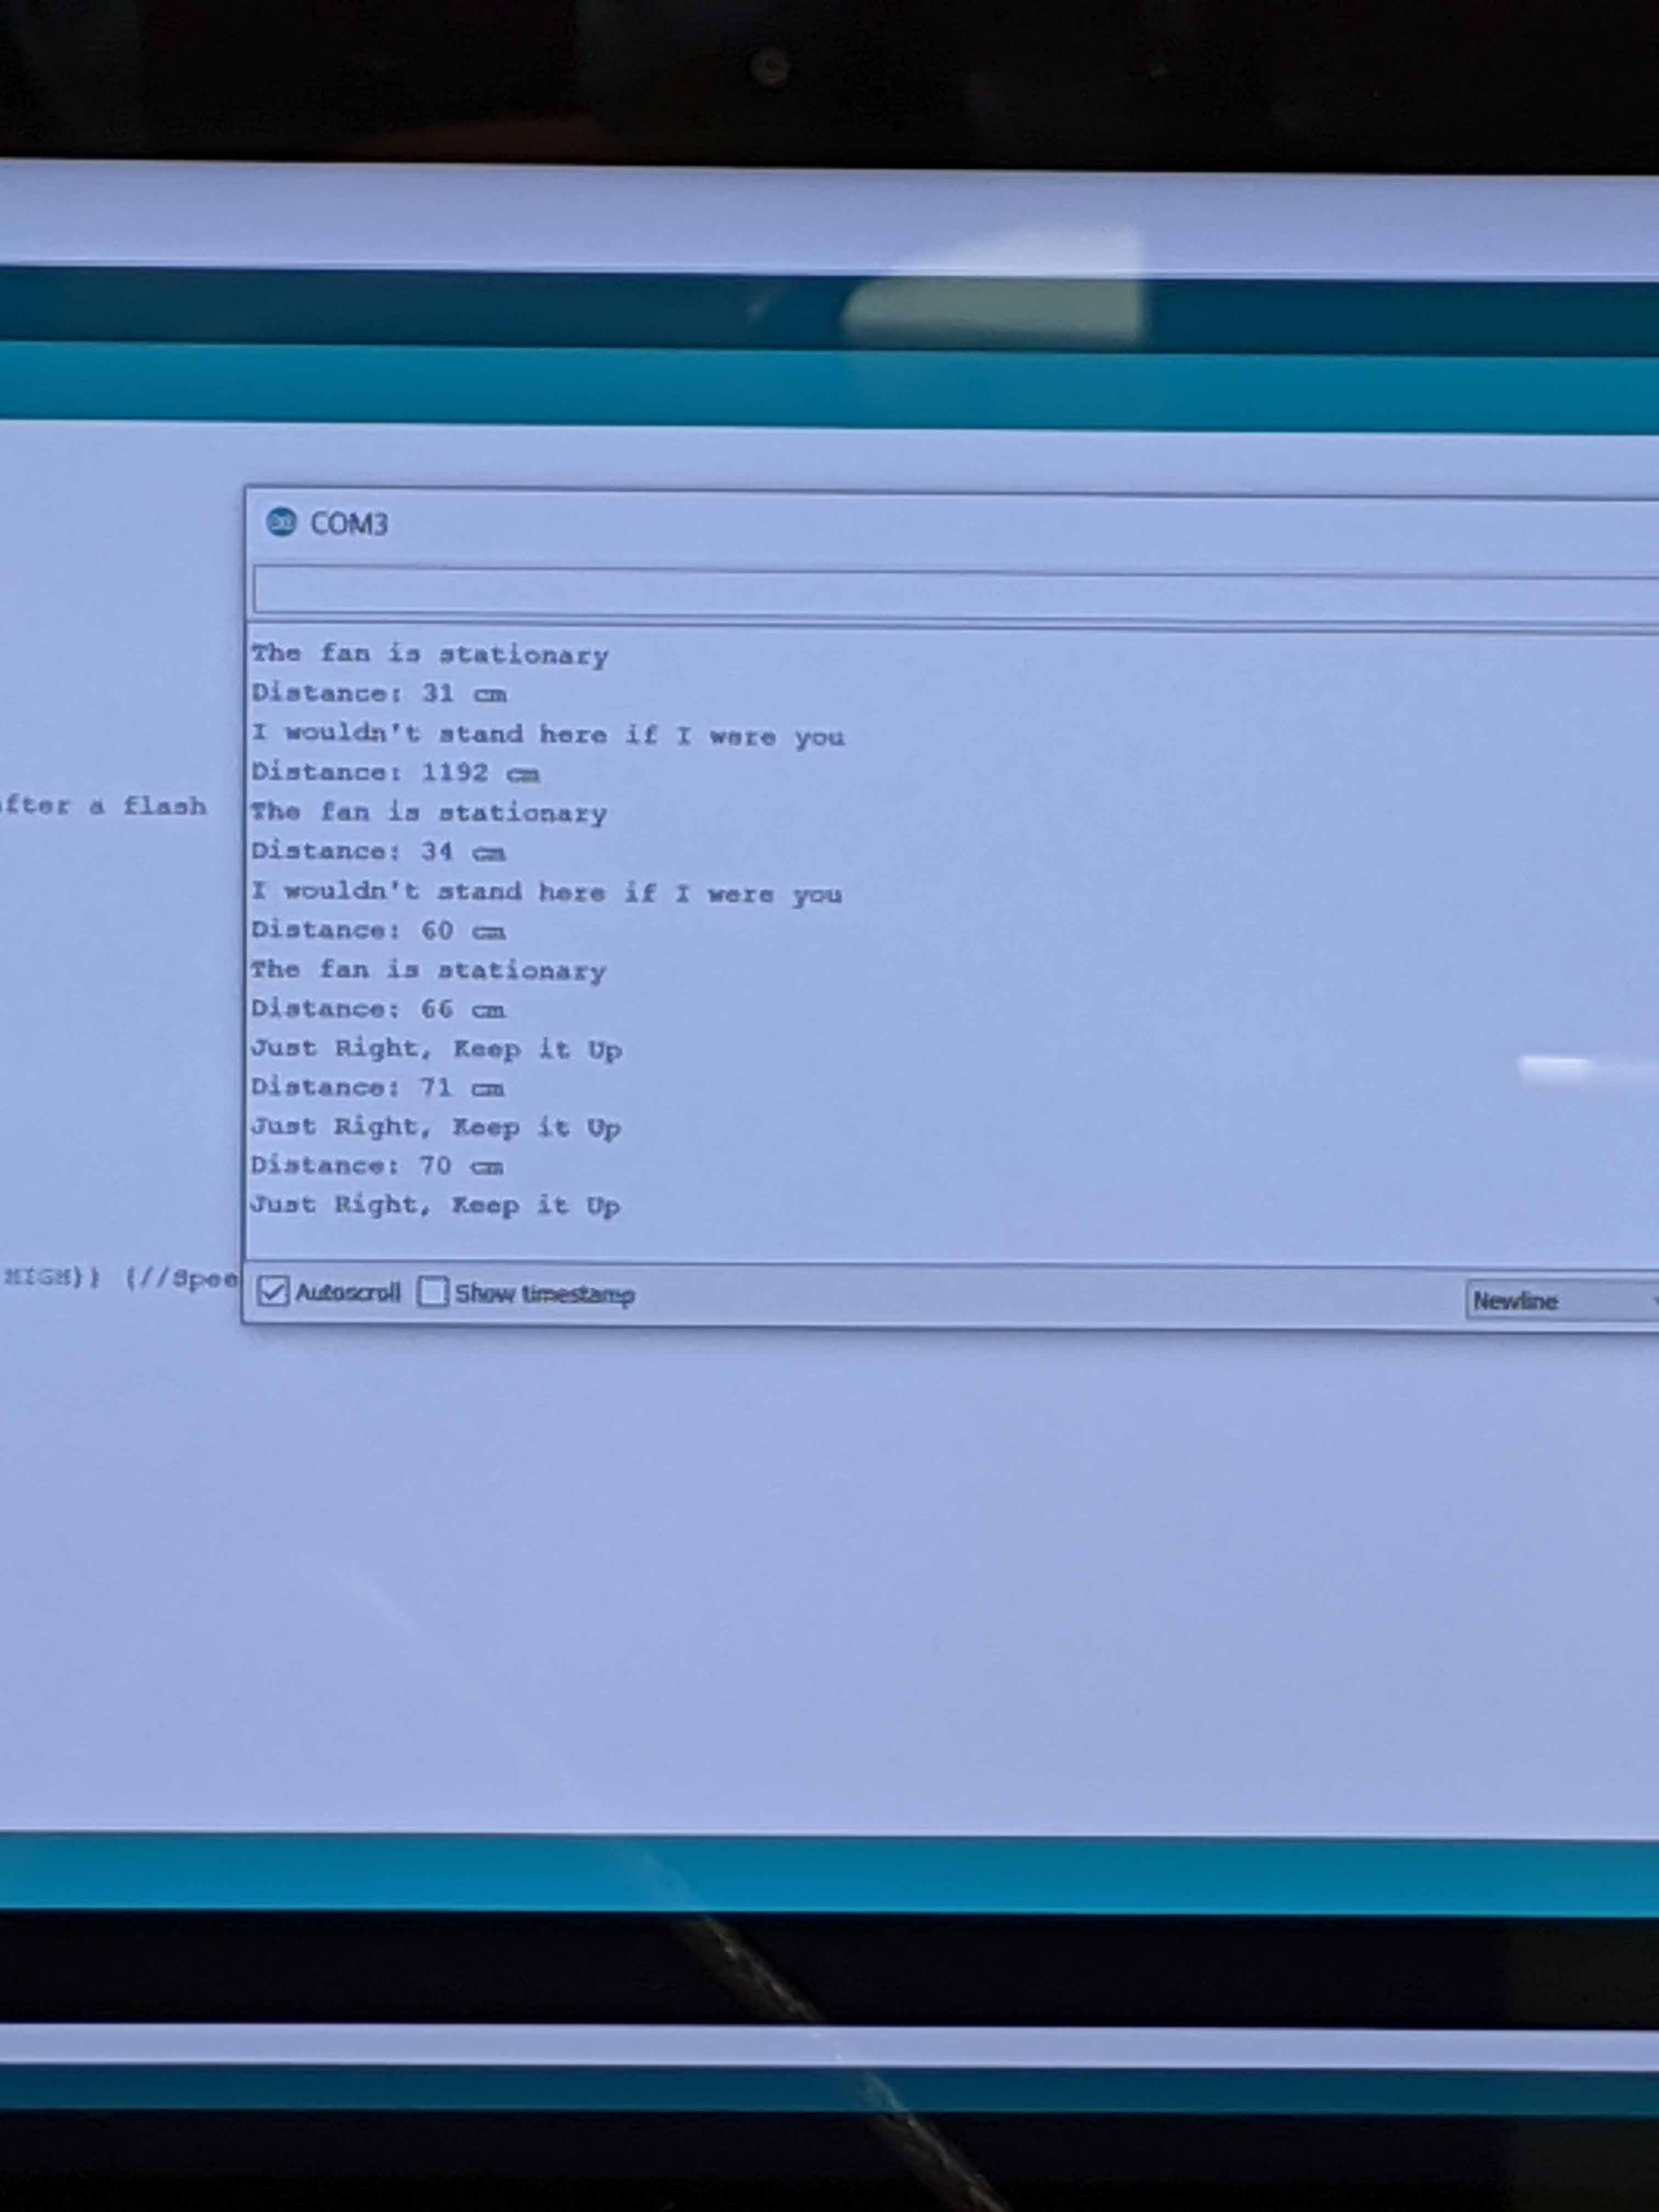 COM3
The fan is stationary
Distance: 31 cm
I wouldn't stand here if I were you
Distance: 1192 cm
after a flash
The fan is stationary
Distance: 34 cm
I wouldn't stand here if I were you
Distance: 60 cm
The fan is stationary
Distance: 66 cm
Just Right, Keep it Up
Distance: 71 cm
Just Right, Keep it Up
Distance: 70 cm
Just Right, Keep it Up
HIGH)) {//Spee
Autoscroll Show timestamp Newline